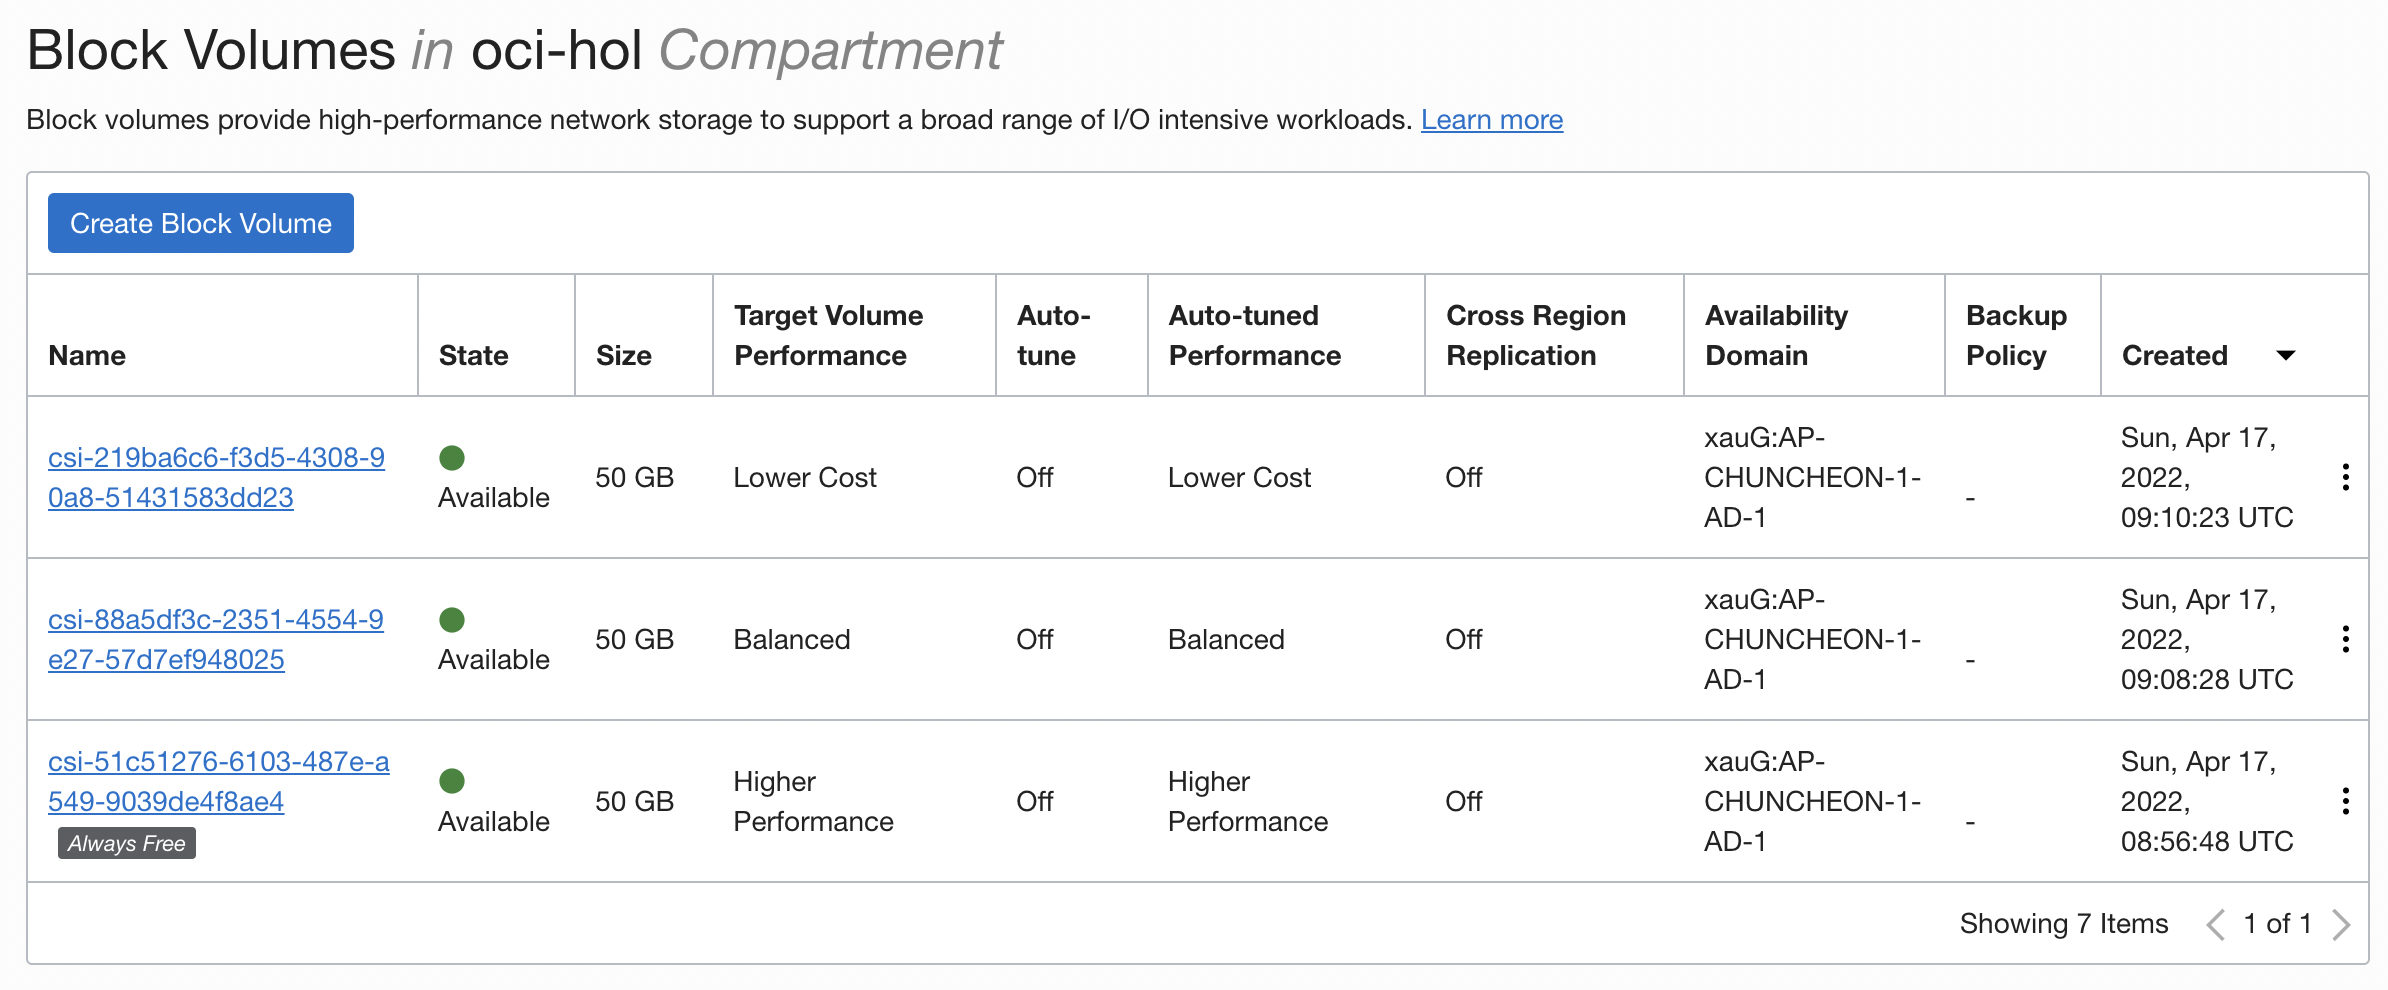 Block Volumes in oci-hol Compartment
Block volumes provide high-performance network storage to support a broad range of I/O intensive workloads. Learn more
Create Block Volume
Name
State
Size
Target Volume
Performance
Auto-
tune
Auto-tuned
Performance
Cross Region
Replication
Availability
Domain
Backup
Policy
Created
csi-219ba6c6-f3d5-4308-9
0a8-51431583dd23
Available
50 GB
Lower Cost
Off
Lower Cost
Off
xauG:AP-
CHUNCHEON-1-
AD-1
-
Sun, Apr 17,
2022,
09:10:23 UTC
csi-88a5df3c-2351-4554-9
e27-57d7ef948025
Available
50 GB
Balanced
Off
Balanced
Off
xauG:AP-
CHUNCHEON-1-
AD-1
-
Sun, Apr 17,
2022,
09:08:28 UTC
csi-51c51276-6103-487e-a
549-9039de4f8ae4
Always Free
Available
50 GB
Higher
Performance
Off
Higher
Performance
Off
xauG:AP-
CHUNCHEON-1-
AD-1
-
Sun, Apr 17,
2022,
08:56:48 UTC
Showing 7 Items
1 of 1